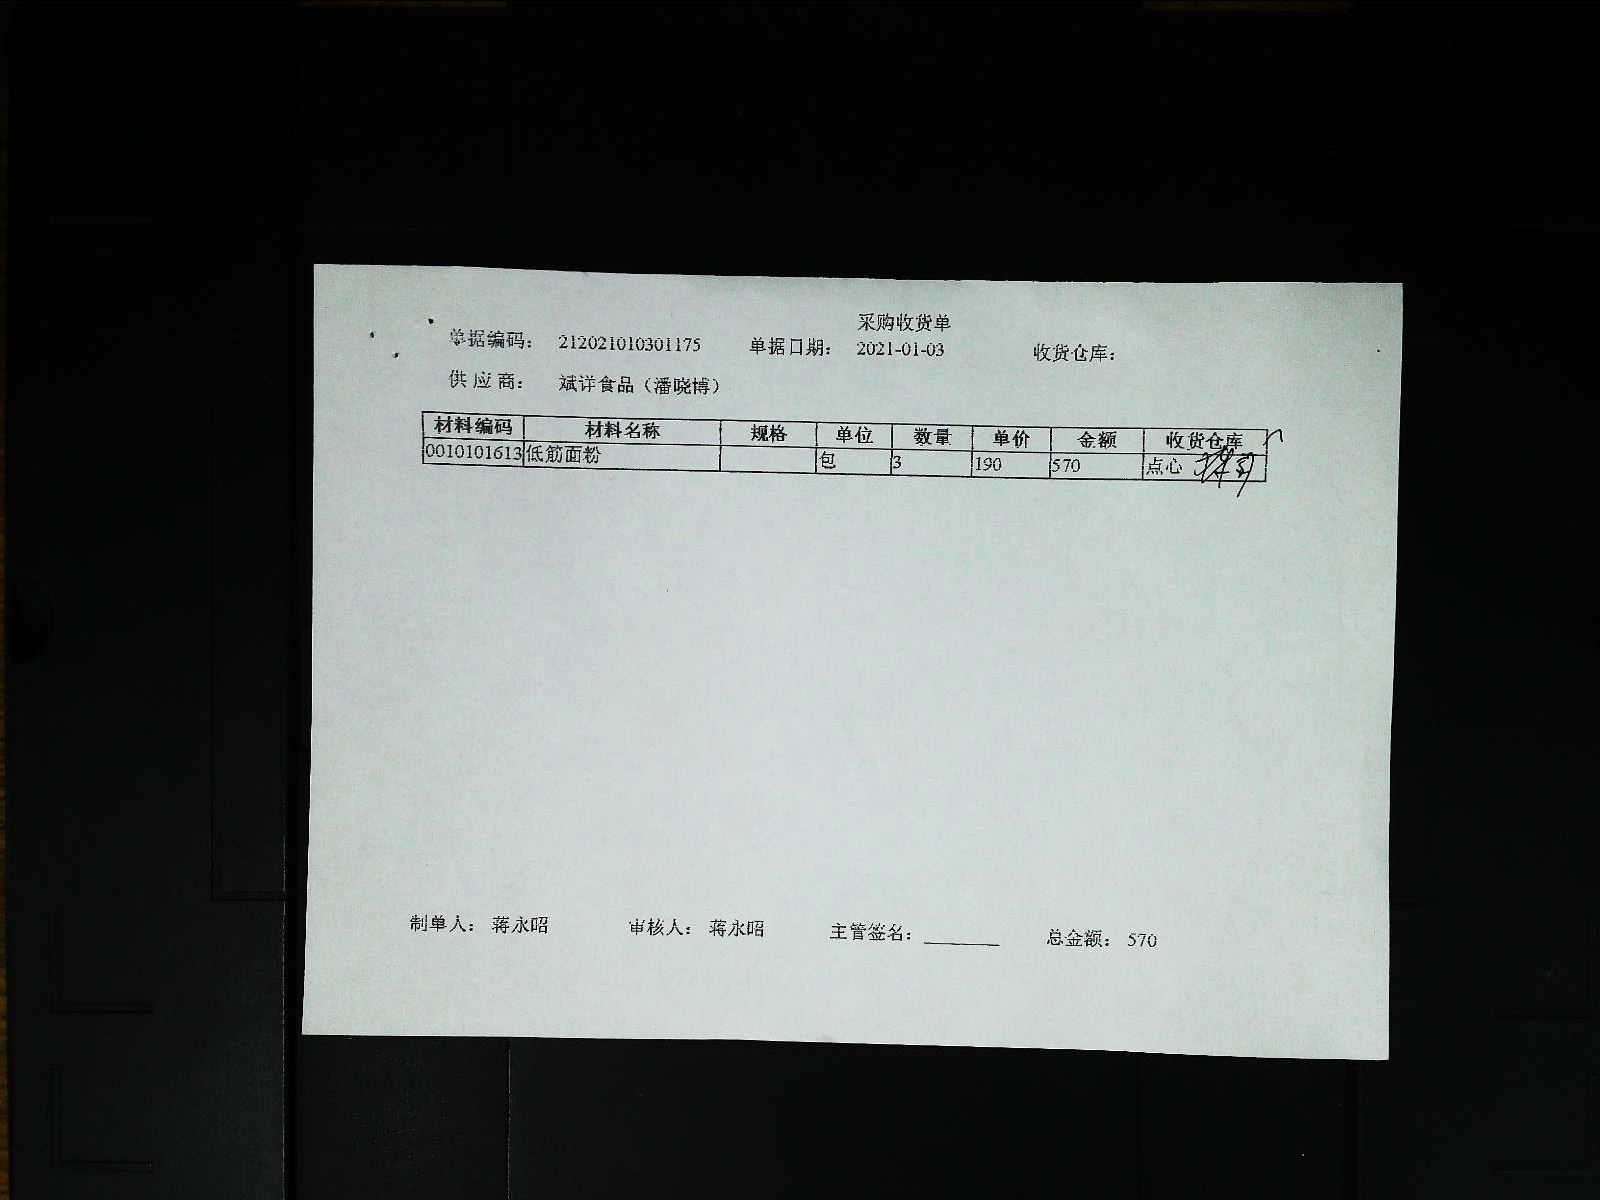 采购收货单
单据编码： 212021010301175 单据日期： 2021-01-03 收货仓库：
供应商： 斌详食品（潘晓博）
材料编码 材料名称 规格 单位 数量 单价 金额 收货仓库
0010101613 低筋面粉 包 3 190 570 点心
制单人： 蒋永昭 审核人： 蒋永昭 主管签名： 总金额： 570